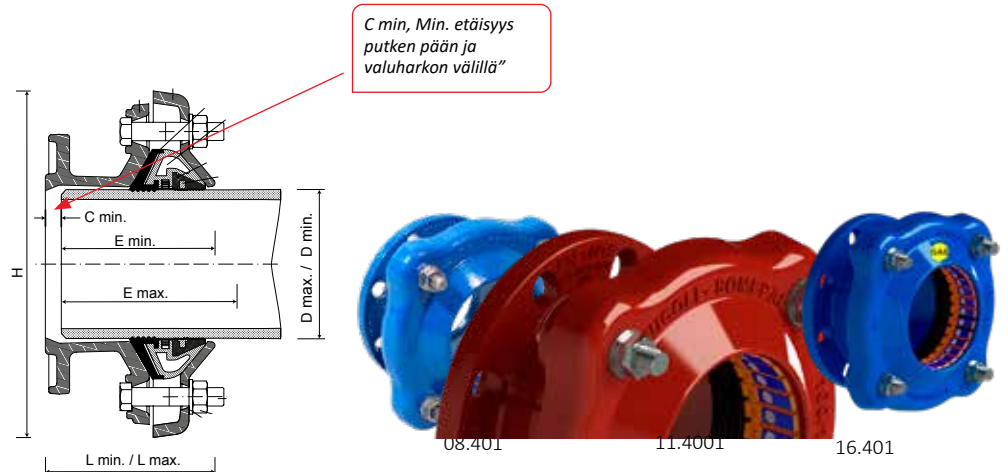 C min, Min. etäisyys
putken pään ja
valuharkon välillä”
C min.
E min.
E max.
H
D max. / D min.
L min. / L max.
08.401
11.4001
16.401